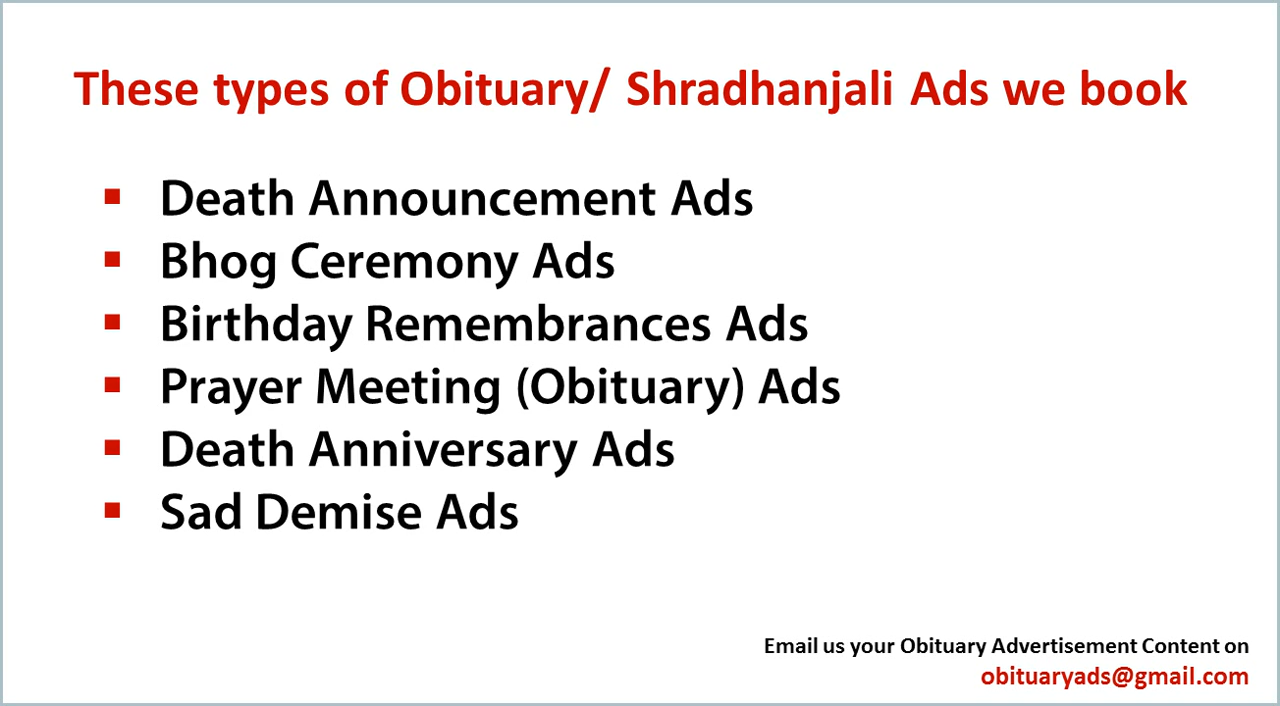 These types of Obituary/ Shradhanjali Ads we book
▪ Death Announcement Ads
▪ Bhog Ceremony Ads
▪ Birthday Remembrances Ads
▪ Prayer Meeting (Obituary) Ads
▪ Death Anniversary Ads
▪ Sad Demise Ads
Email us your Obituary Advertisement Content on
obituaryads@gmail.com